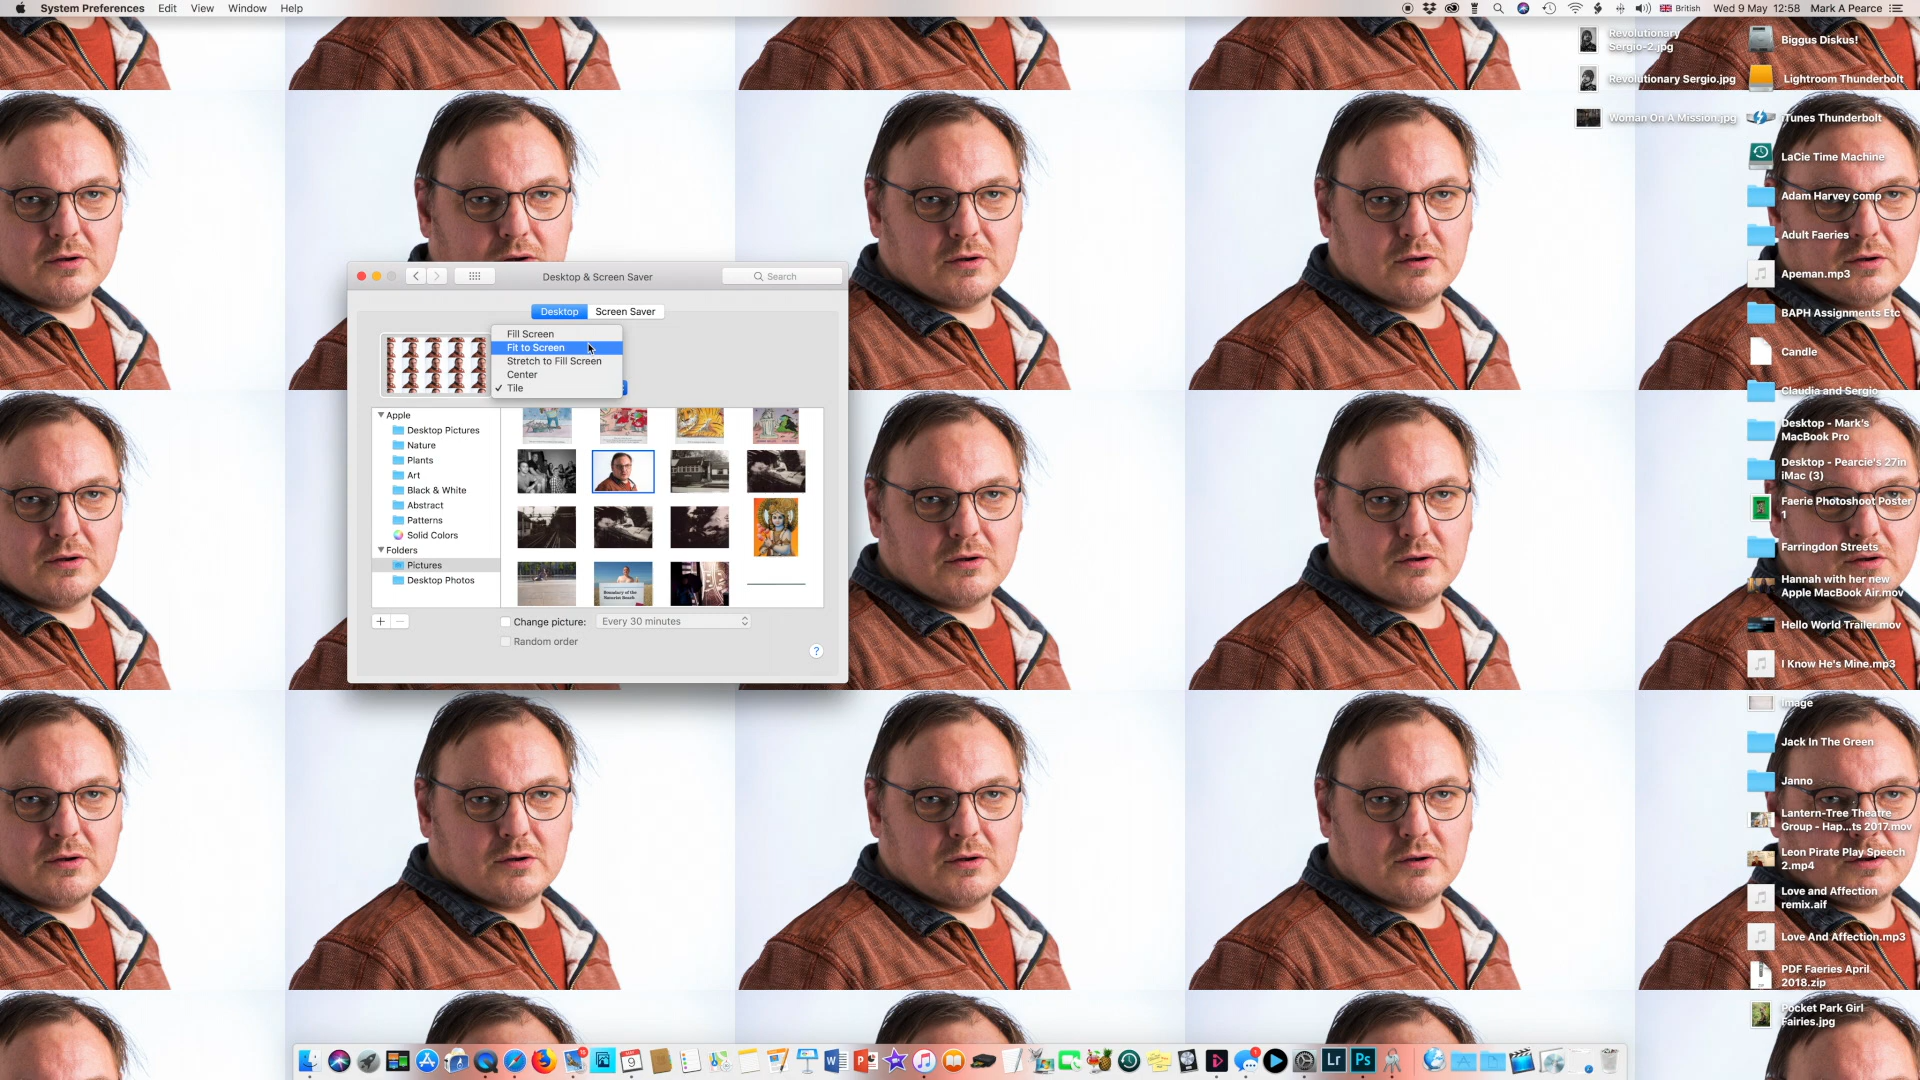 System Preferences Edit View Window Help
British Wed 9 May 12:58 Mark A Pearce
Revolutionary
Sergio-2.jpg
Revolutionary Sergio.jpg
Woman On A Mission.jpg
Biggus Diskus!
Lightroom Thunderbolt
iTunes Thunderbolt
LaCie Time Machine
Adam Harvey comp
Adult Faeries
Apeman.mp3
BAPH Assignments Etc
Candle
Claudia and Sergio
Desktop - Mark's
MacBook Pro
Desktop - Pearcie's 27in
iMac (3)
Faerie Photoshoot Poster
1
Farringdon Streets
Hannah with her new
Apple MacBook Air.mov
Hello World Trailer.mov
I Know He's Mine.mp3
Image
Jack In The Green
Janno
Lantern-Tree Theatre
Group - Hap...ts 2017.mov
Leon Pirate Play Speech
2.mp4
Love and Affection
remix.aif
Love And Affection.mp3
PDF Faeries April
2018.zip
Pocket Park Girl
Fairies.jpg
Desktop & Screen Saver
Search
Desktop Screen Saver
Fill Screen
Fit to Screen
Stretch to Fill Screen
Center
✓ Tile
Apple
Desktop Pictures
Nature
Plants
Art
Black & White
Abstract
Patterns
Solid Colors
Folders
Pictures
Desktop Photos
Boundary of the
+ −
Change picture: Every 30 minutes
Random order
?
9
W P Lr Ps